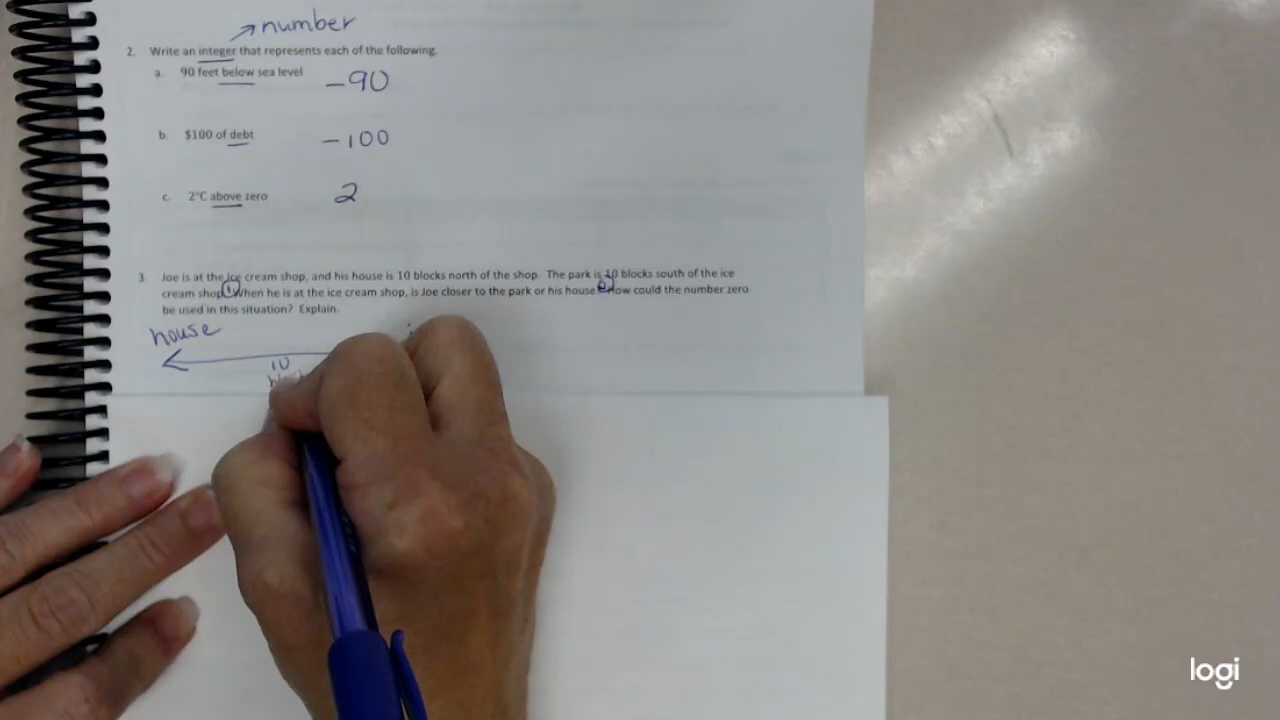 number
2. Write an integer that represents each of the following.
a. 90 feet below sea level -90
b. $100 of debt -100
c. 2°C above zero 2
3. Joe is at the ice cream shop, and his house is 10 blocks north of the shop. The park is 10 blocks south of the ice
cream shop. When he is at the ice cream shop, is Joe closer to the park or his house? How could the number zero
be used in this situation? Explain.
house
10
logi